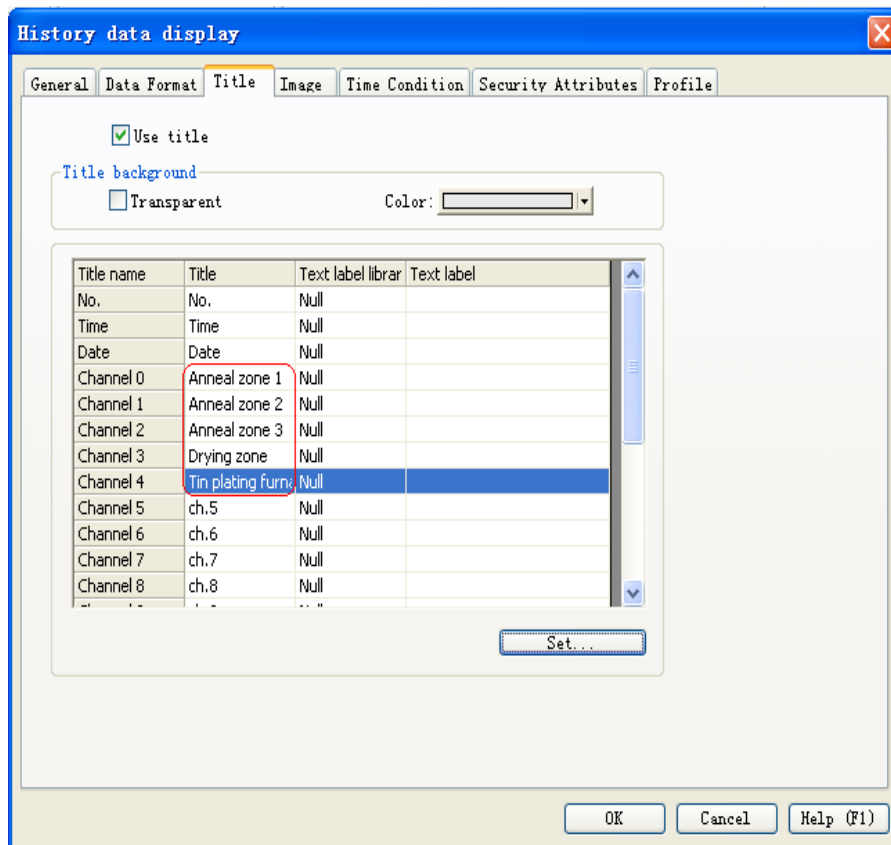 History data display
General Data Format Title Image Time Condition Security Attributes Profile
Use title
Title background
Transparent Color:
Title name Title Text label librar Text label
No. No. Null
Time Time Null
Date Date Null
Channel 0 Anneal zone 1 Null
Channel 1 Anneal zone 2 Null
Channel 2 Anneal zone 3 Null
Channel 3 Drying zone Null
Channel 4 Tin plating furna Null
Channel 5 ch.5 Null
Channel 6 ch.6 Null
Channel 7 ch.7 Null
Channel 8 ch.8 Null
Set...
OK Cancel Help (F1)